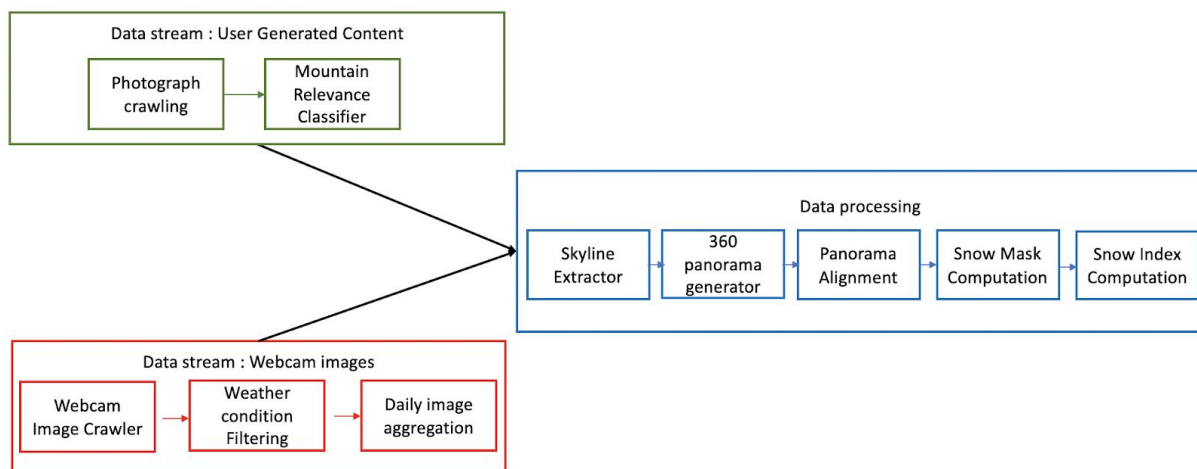 Data stream : User Generated Content
Photograph
crawling
Mountain
Relevance
Classifier
Data processing
Skyline
Extractor
360
panorama
generator
Panorama
Alignment
Snow Mask
Computation
Snow Index
Computation
Data stream : Webcam images
Webcam
Image Crawler
Weather
condition
Filtering
Daily image
aggregation